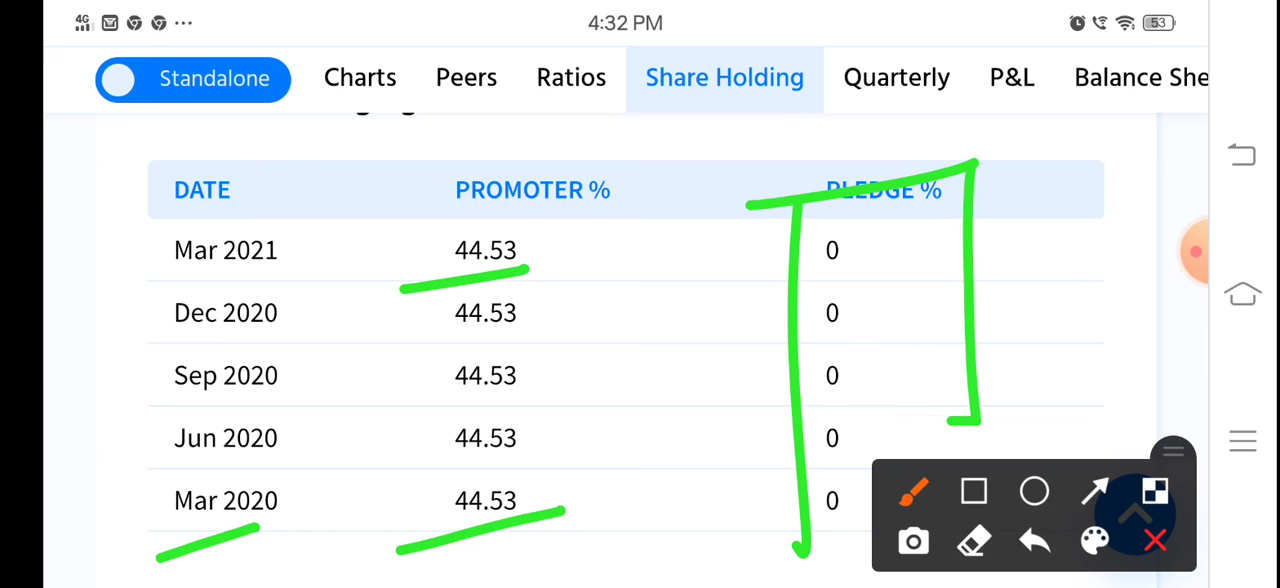 4G 4:32 PM 53
Standalone Charts Peers Ratios Share Holding Quarterly P&L Balance She
DATE PROMOTER % PLEDGE %
Mar 2021 44.53 0
Dec 2020 44.53 0
Sep 2020 44.53 0
Jun 2020 44.53 0
Mar 2020 44.53 0